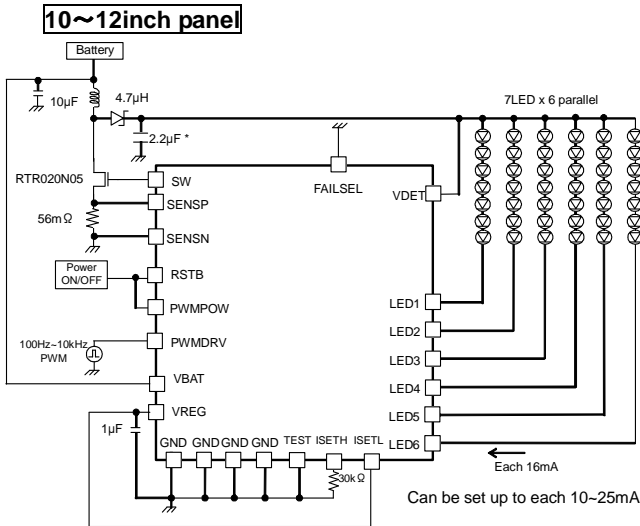 10～12inch panel
Battery
10µF
4.7µH
2.2µF *
7LED x 6 parallel
RTR020N05
SW
FAILSEL
VDET
SENSP
56mΩ
SENSN
Power
ON/OFF
RSTB
PWMPOW
LED1
LED2
100Hz~10kHz
PWM
PWMDRV
LED3
VBAT
LED4
VREG
LED5
1µF
GND GND GND GND TEST ISETH ISETL
LED6
30kΩ
Each 16mA
Can be set up to each 10~25mA